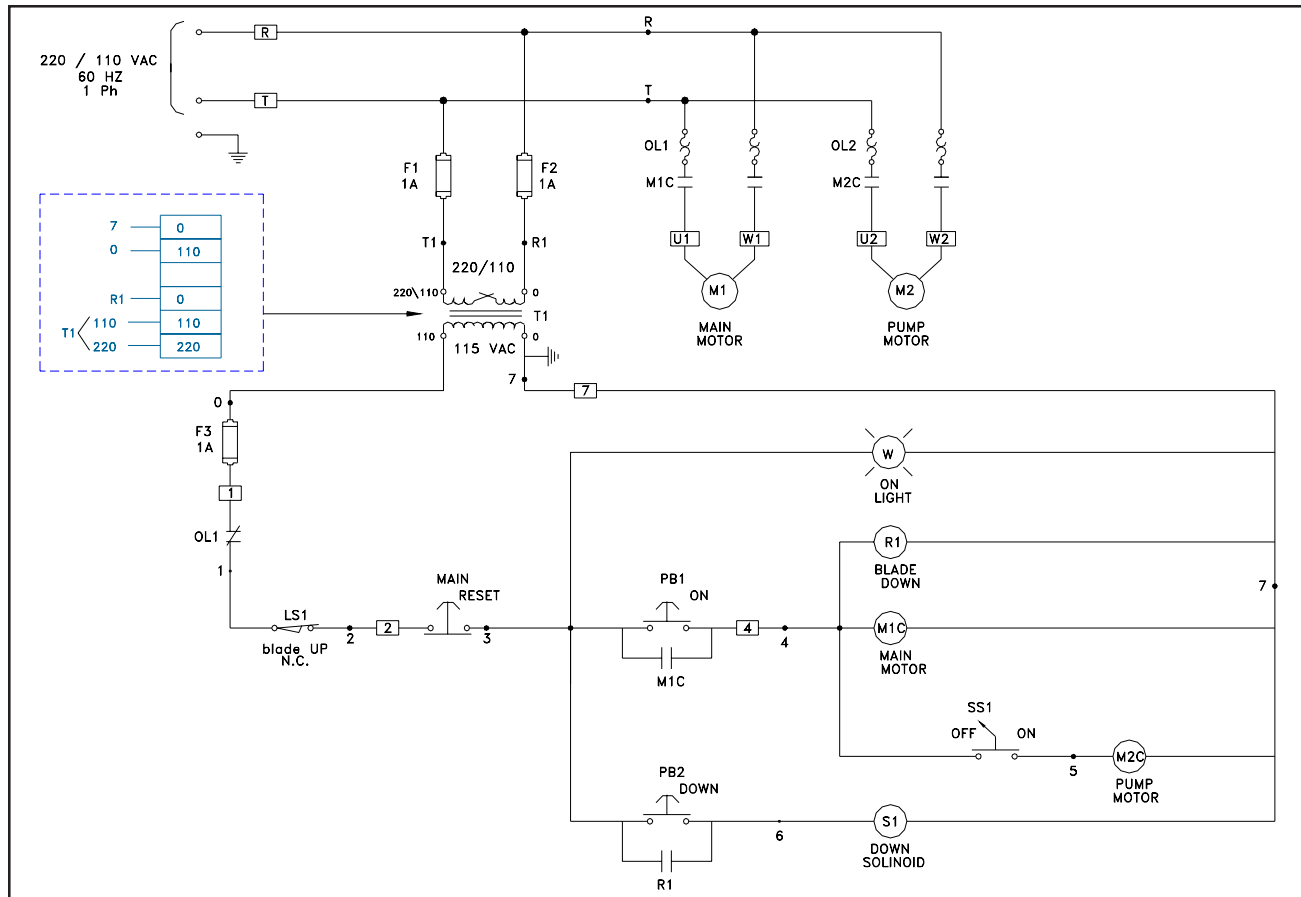 R
R
220 / 110 VAC
60 HZ
1 Ph
T
T
F1
1A
F2
1A
OL1
M1C
OL2
M2C
U1
W1
U2
W2
M1
MAIN
MOTOR
M2
PUMP
MOTOR
7
0
0
110
R1
0
T1
110
110
220
220
T1
R1
220/110
220\110
0
T1
110
0
115 VAC
7
7
0
F3
1A
1
OL1
1
LS1
blade UP
N.C.
2
2
MAIN
RESET
3
W
ON
LIGHT
R1
BLADE
DOWN
7
PB1
ON
M1C
4
4
M1C
MAIN
MOTOR
SS1
OFF
ON
5
M2C
PUMP
MOTOR
PB2
DOWN
R1
6
S1
DOWN
SOLINOID